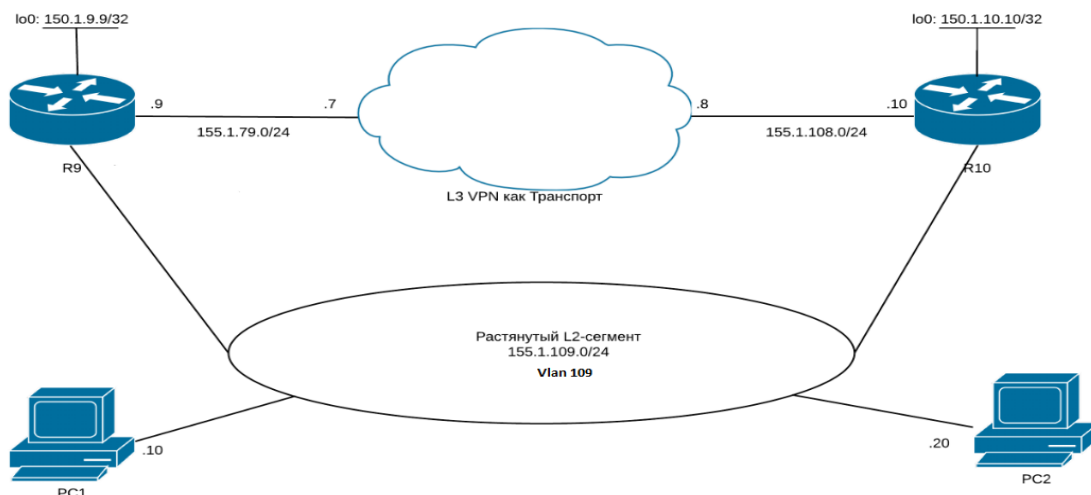 lo0: 150.1.9.9/32
lo0: 150.1.10.10/32
.9
.7
.8
.10
155.1.79.0/24
155.1.108.0/24
R9
R10
L3 VPN как Транспорт
Растянутый L2-сегмент
155.1.109.0/24
Vlan 109
.10
.20
PC1
PC2